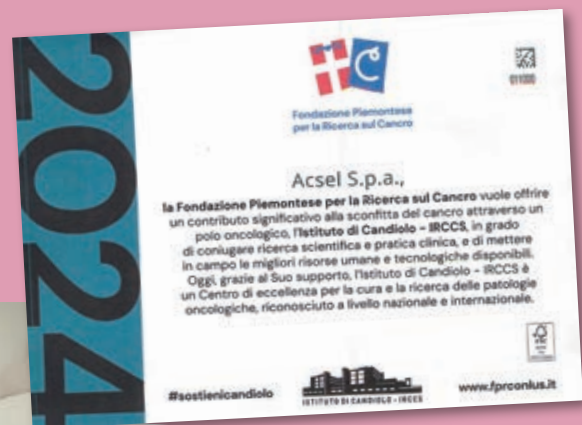 2024
Fondazione Piemontese
per la Ricerca sul Cancro
011000
Acsel S.p.a.,
la Fondazione Piemontese per la Ricerca sul Cancro vuole offrire
un contributo significativo alla sconfitta del cancro attraverso un
polo oncologico, l'Istituto di Candiolo - IRCCS, in grado
di coniugare ricerca scientifica e pratica clinica, e di mettere
in campo le migliori risorse umane e tecnologiche disponibili.
Oggi, grazie al Suo supporto, l'Istituto di Candiolo - IRCCS è
un Centro di eccellenza per la cura e la ricerca delle patologie
oncologiche, riconosciuto a livello nazionale e internazionale.
#sostienicandiolo
ISTITUTO DI CANDIOLO - IRCCS
www.fprconlus.it